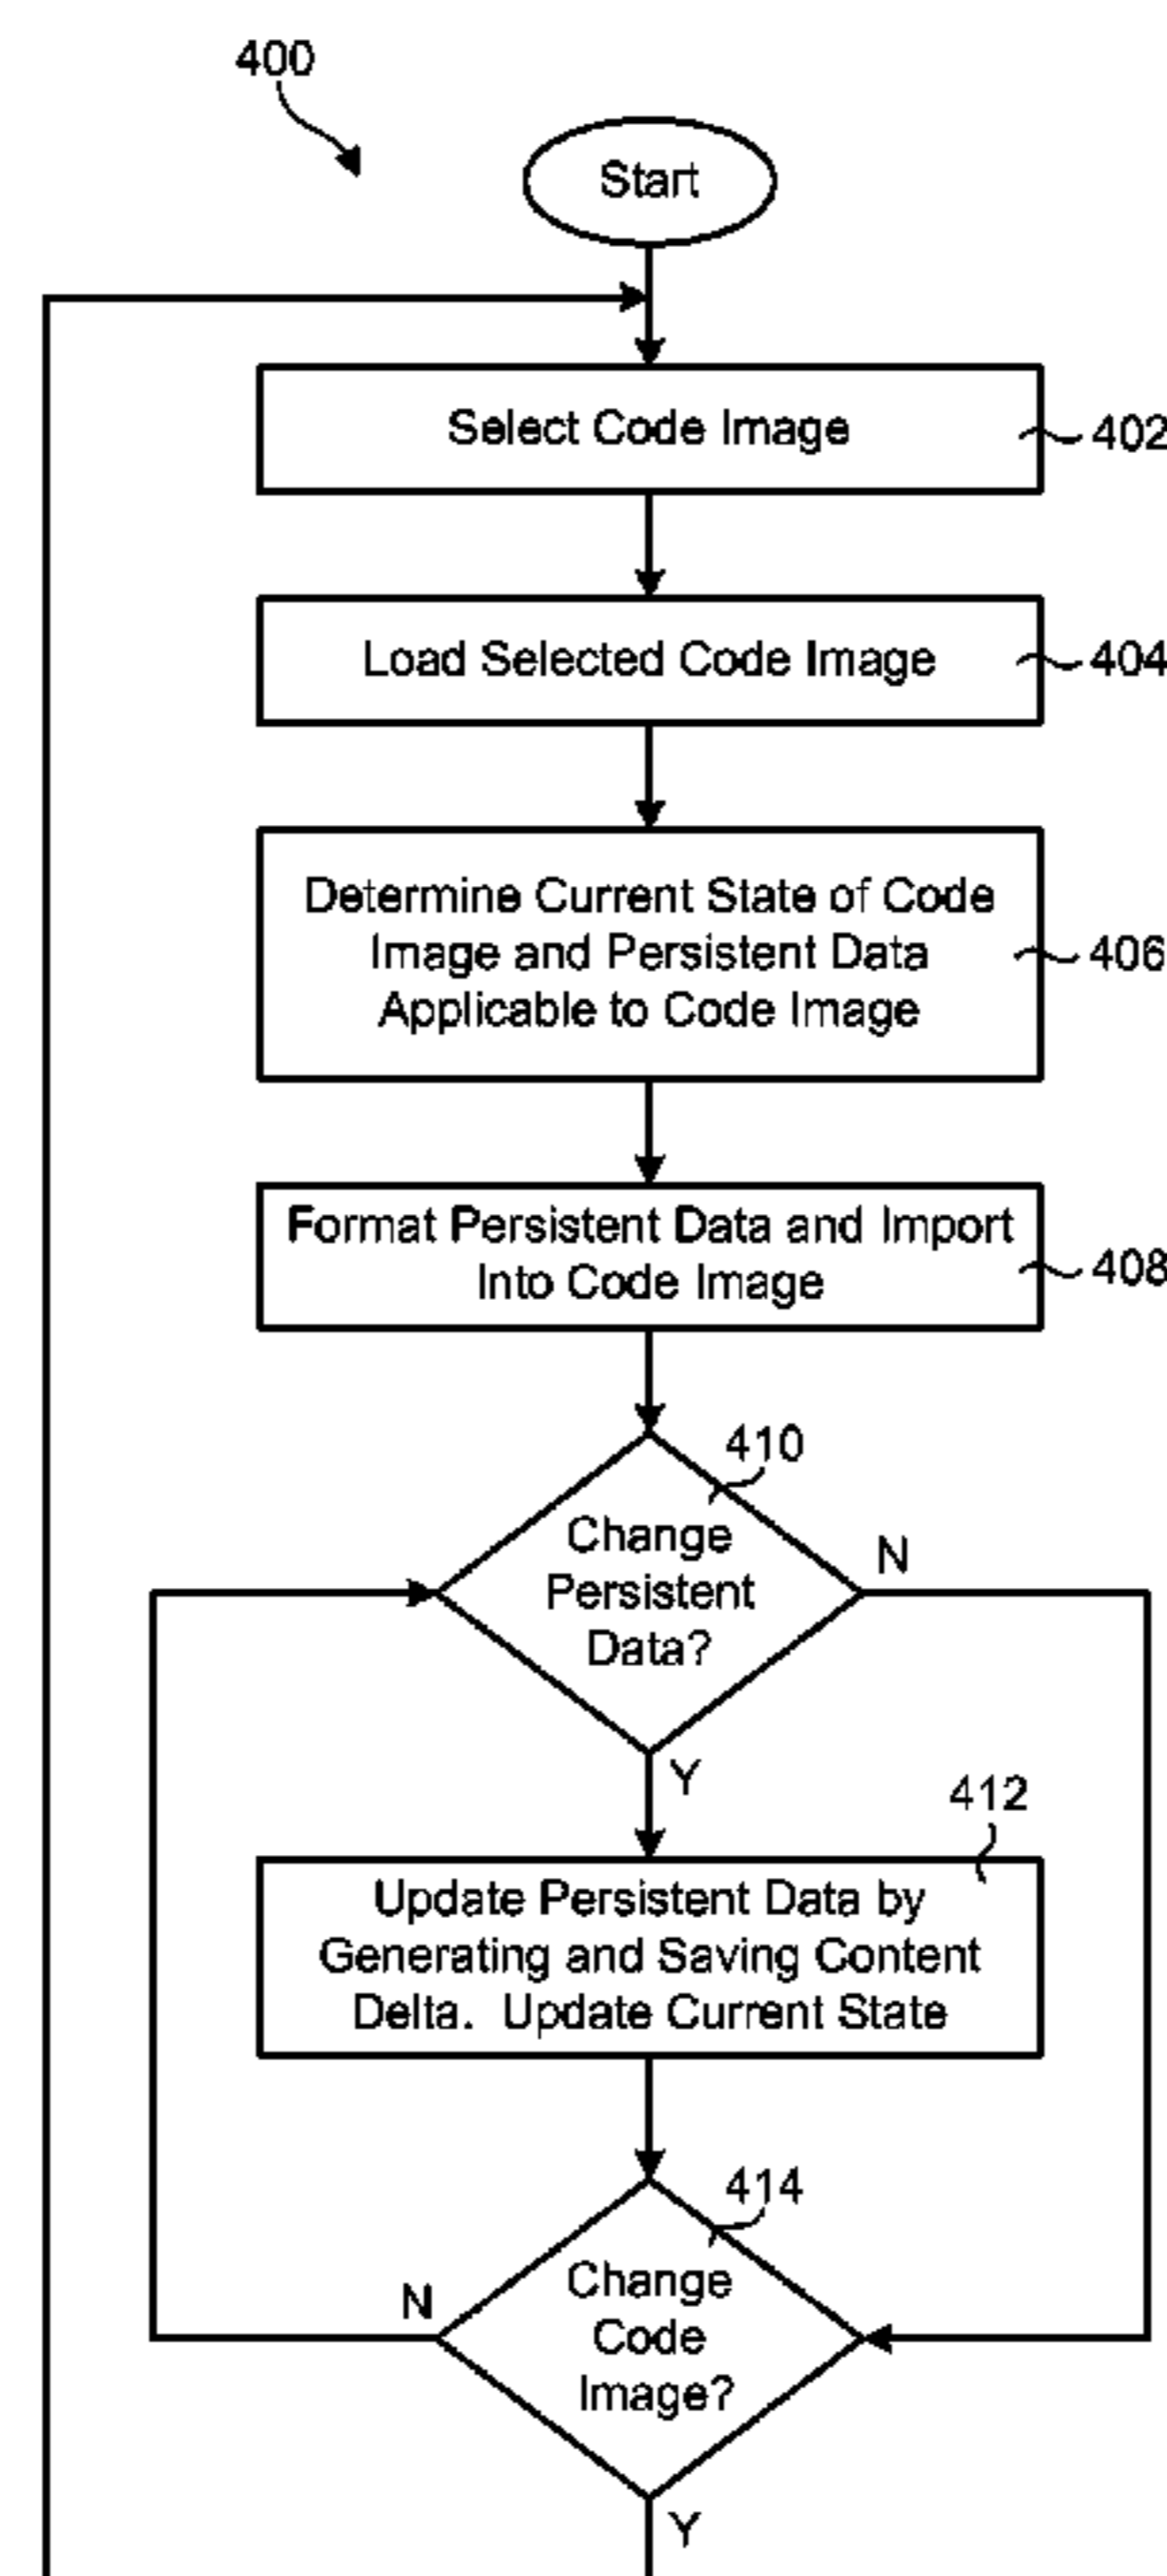 400
Start
Select Code Image
402
Load Selected Code Image
404
Determine Current State of Code
Image and Persistent Data
Applicable to Code Image
406
Format Persistent Data and Import
Into Code Image
408
410
Change
Persistent
Data?
N
Y
412
Update Persistent Data by
Generating and Saving Content
Delta. Update Current State
414
Change
Code
Image?
N
Y